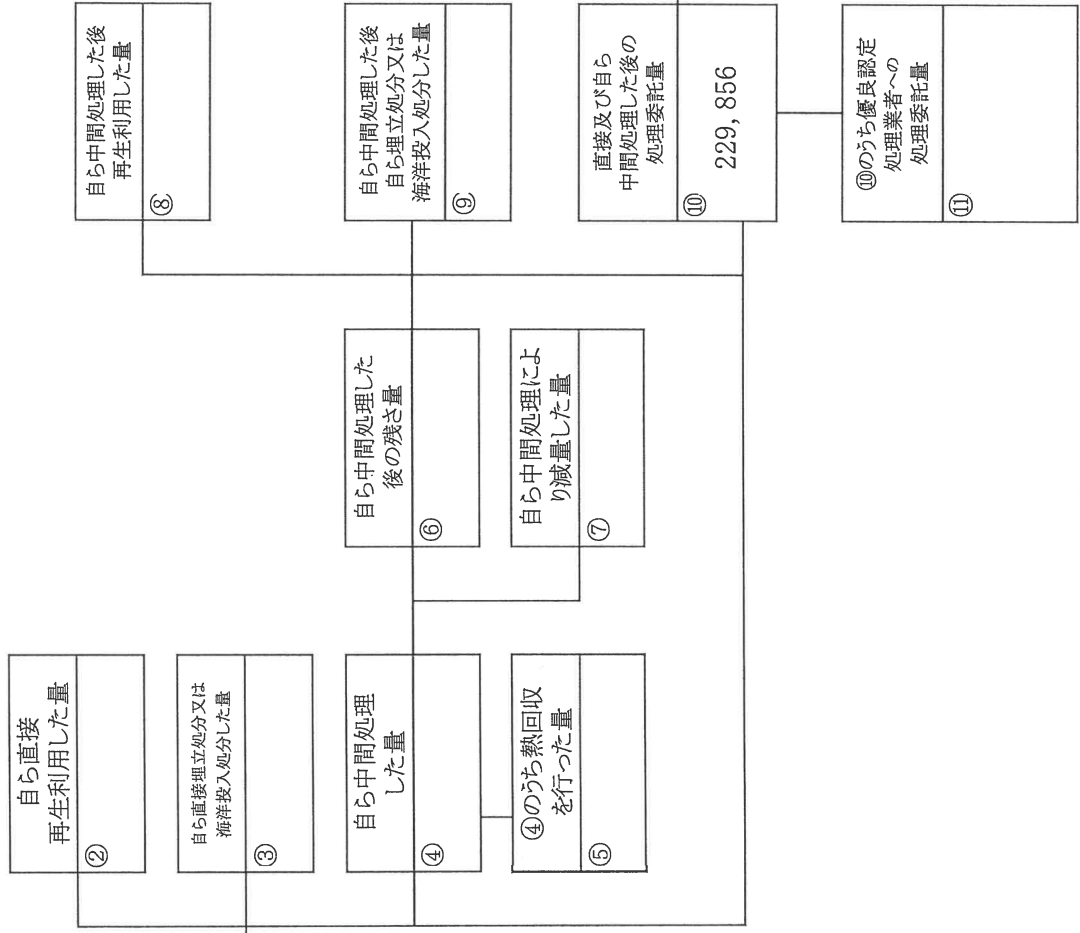 自ら直接
再生利用した量
②
自ら直接埋立処分又は
海洋投入処分した量
③
自ら中間処理
した量
④
④のうち熱回収
を行った量
⑤
自ら中間処理した
後の残さ量
⑥
自ら中間処理によ
り減量した量
⑦
自ら中間処理した後
再生利用した量
⑧
自ら中間処理した後
自ら埋立処分又は
海洋投入処分した量
⑨
直接及び自ら
中間処理した後の
処理委託量
⑩
229,856
⑩のうち優良認定
処理業者への
処理委託量
⑪